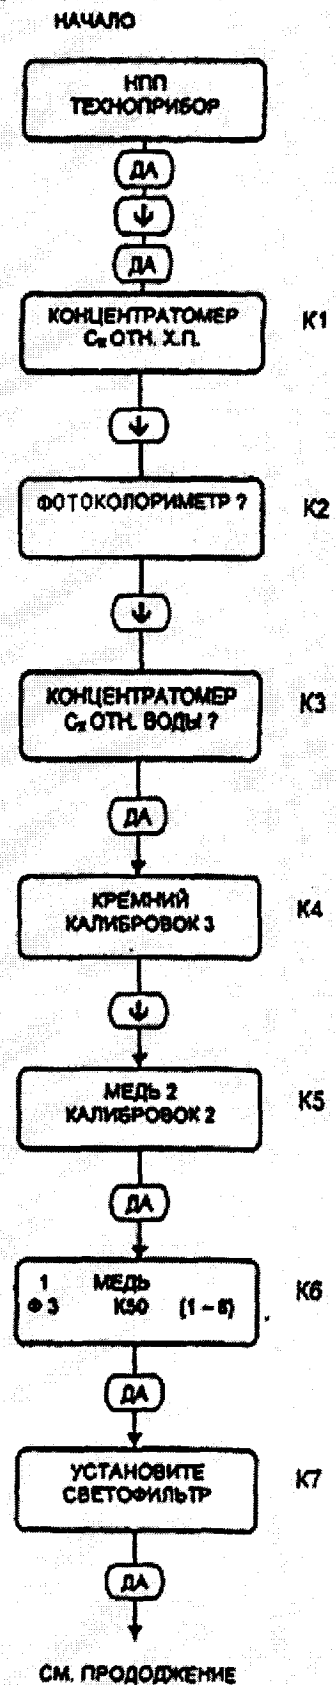 НАЧАЛО
НПП
ТЕХНОПРИБОР
ДА
↓
ДА
КОНЦЕНТРАТОМЕР К1
Сх ОТН. Х.П.
↓
ФОТОКОЛОРИМЕТР ? К2
↓
КОНЦЕНТРАТОМЕР К3
Сх ОТН. ВОДЫ ?
ДА
КРЕМНИЙ К4
КАЛИБРОВОК 3
↓
МЕДЬ 2 К5
КАЛИБРОВОК 2
ДА
1 МЕДЬ К6
Ф 3 К50 (1 – 8)
ДА
УСТАНОВИТЕ К7
СВЕТОФИЛЬТР
ДА
СМ. ПРОДОДЖЕНИЕ